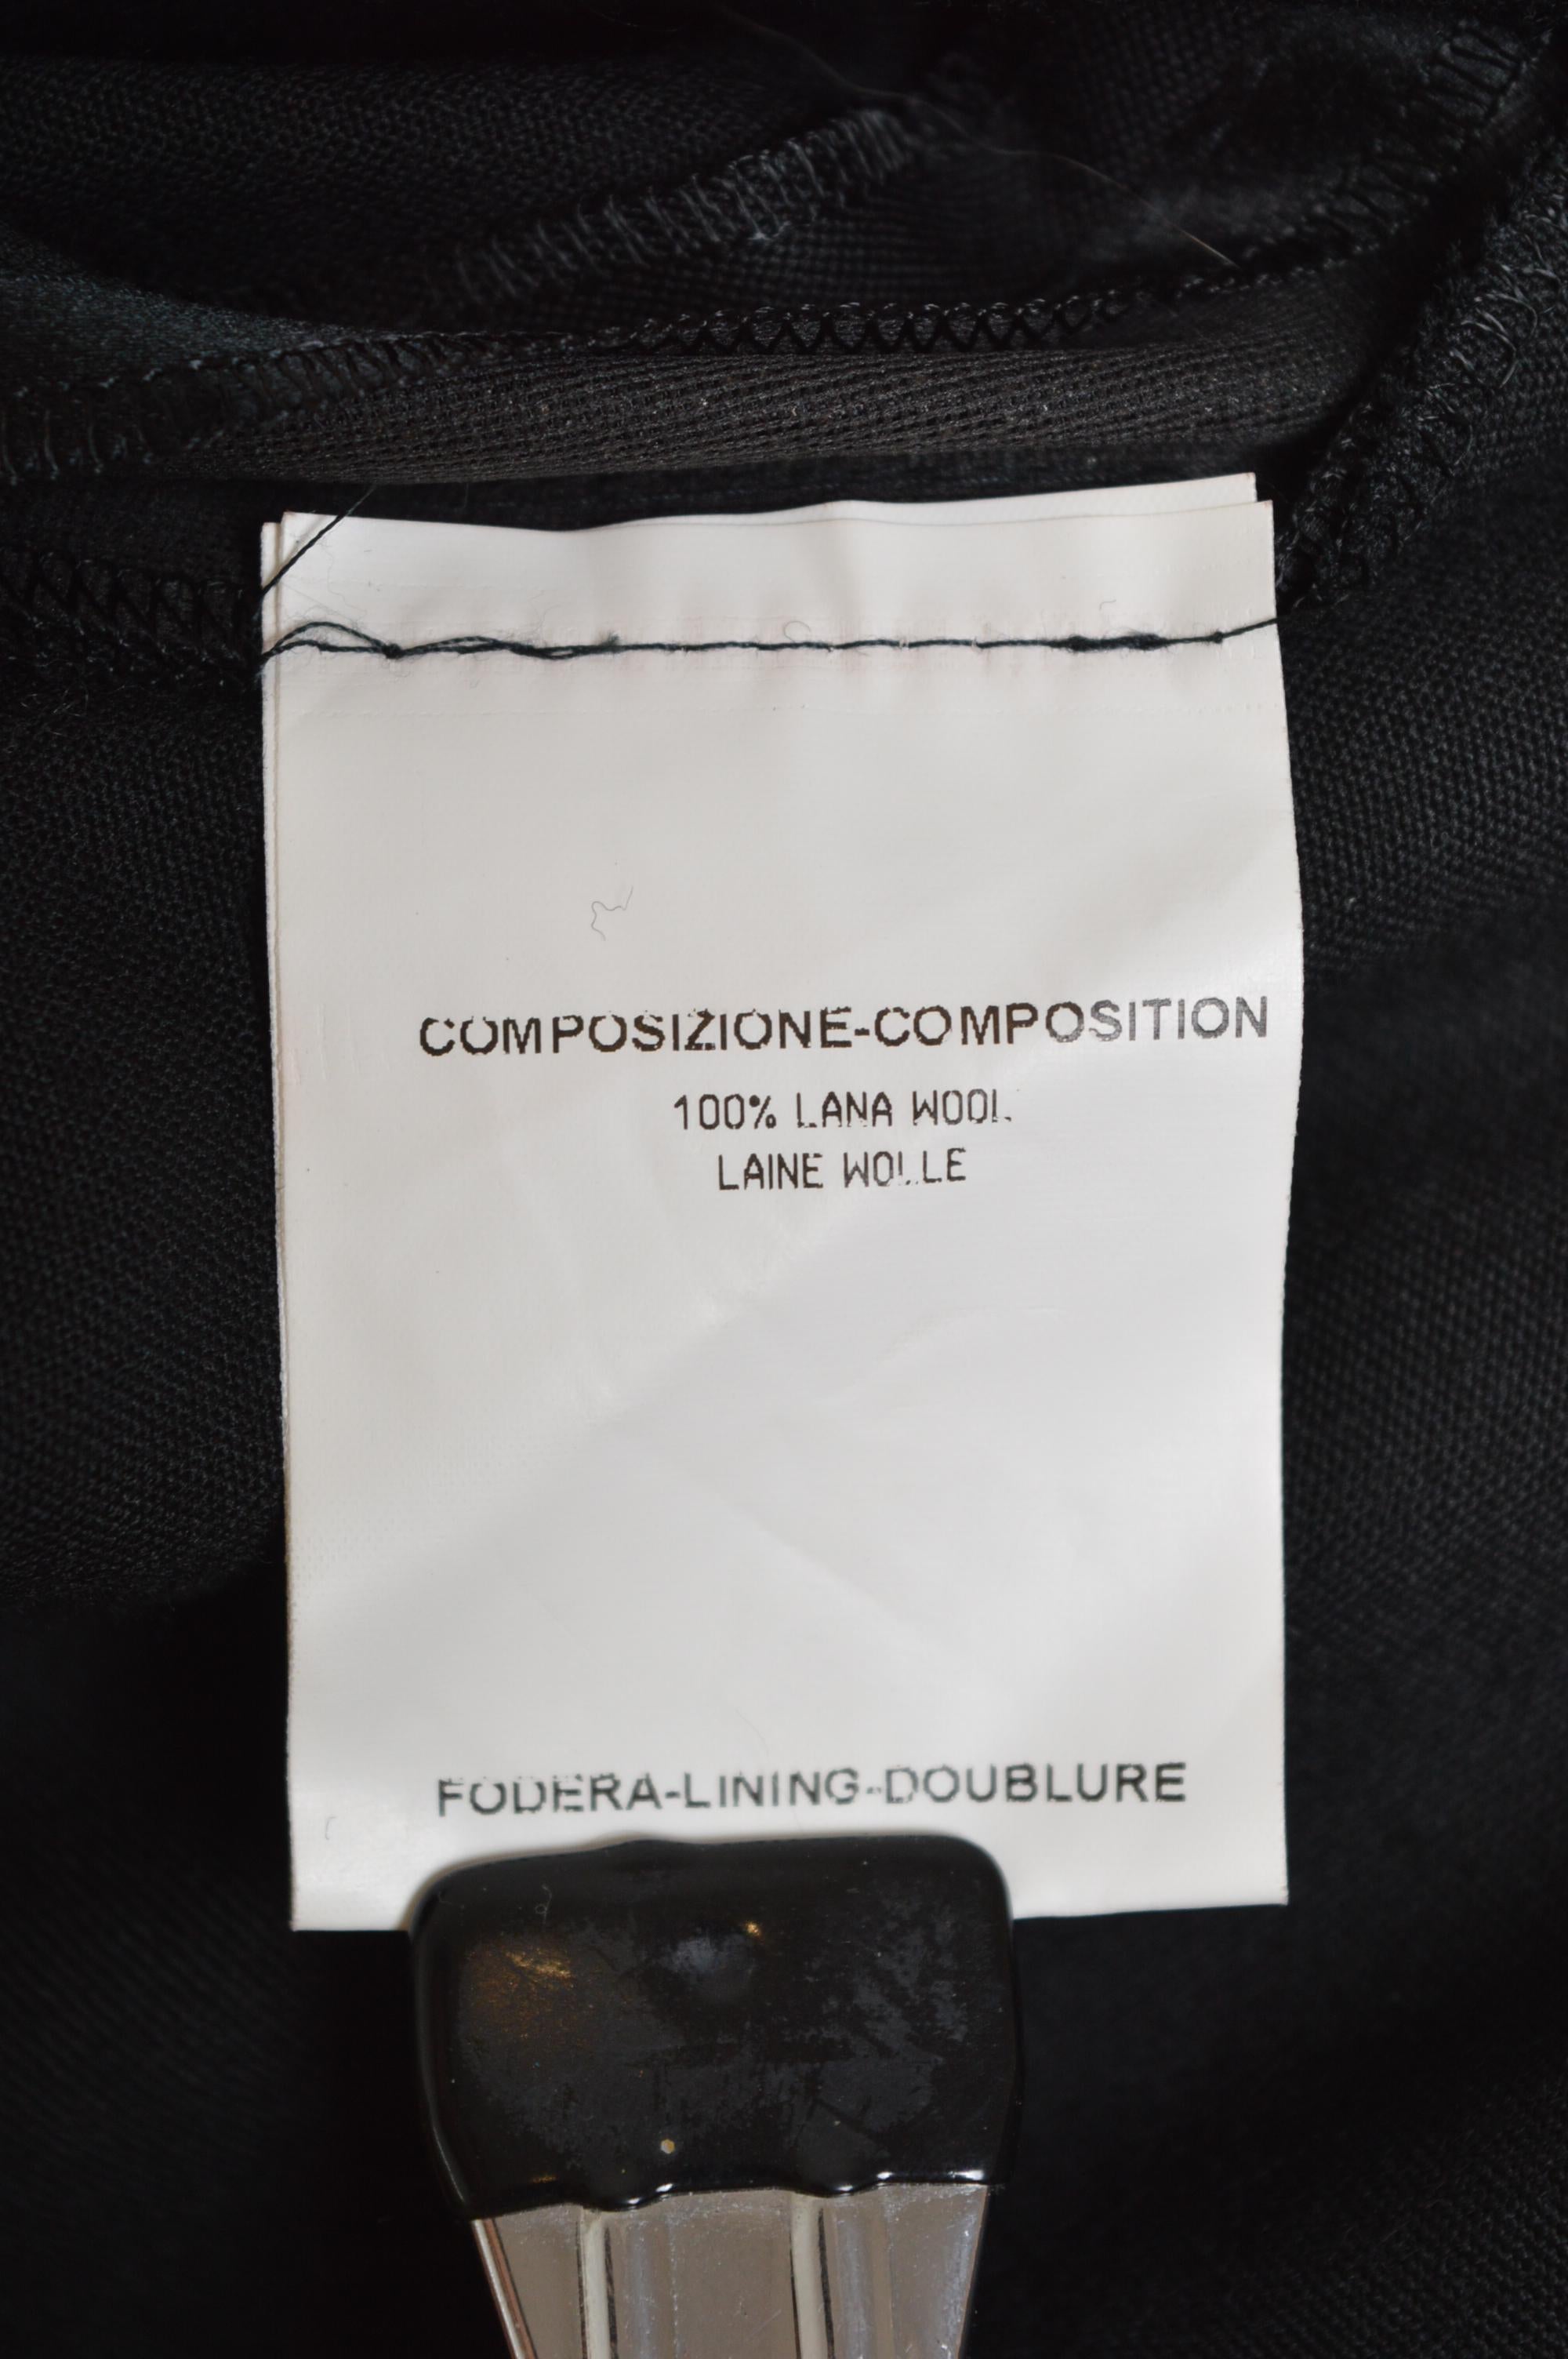 COMPOSIZIONE-COMPOSITION
100% LANA WOOL
LAINE WOLLE
FODERA-LINING-DOUBLURE